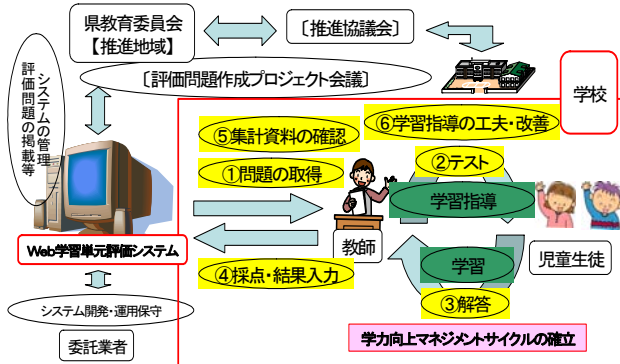 県教育委員会
【推進地域】
〔推進協議会〕
〔評価問題作成プロジェクト会議〕
学校
システムの管理
評価問題の掲載等
⑤集計資料の確認
⑥学習指導の工夫・改善
①問題の取得
②テスト
学習指導
教師
児童生徒
Web学習単元評価システム
④採点・結果入力
学習
③解答
システム開発・運用保守
委託業者
学力向上マネジメントサイクルの確立